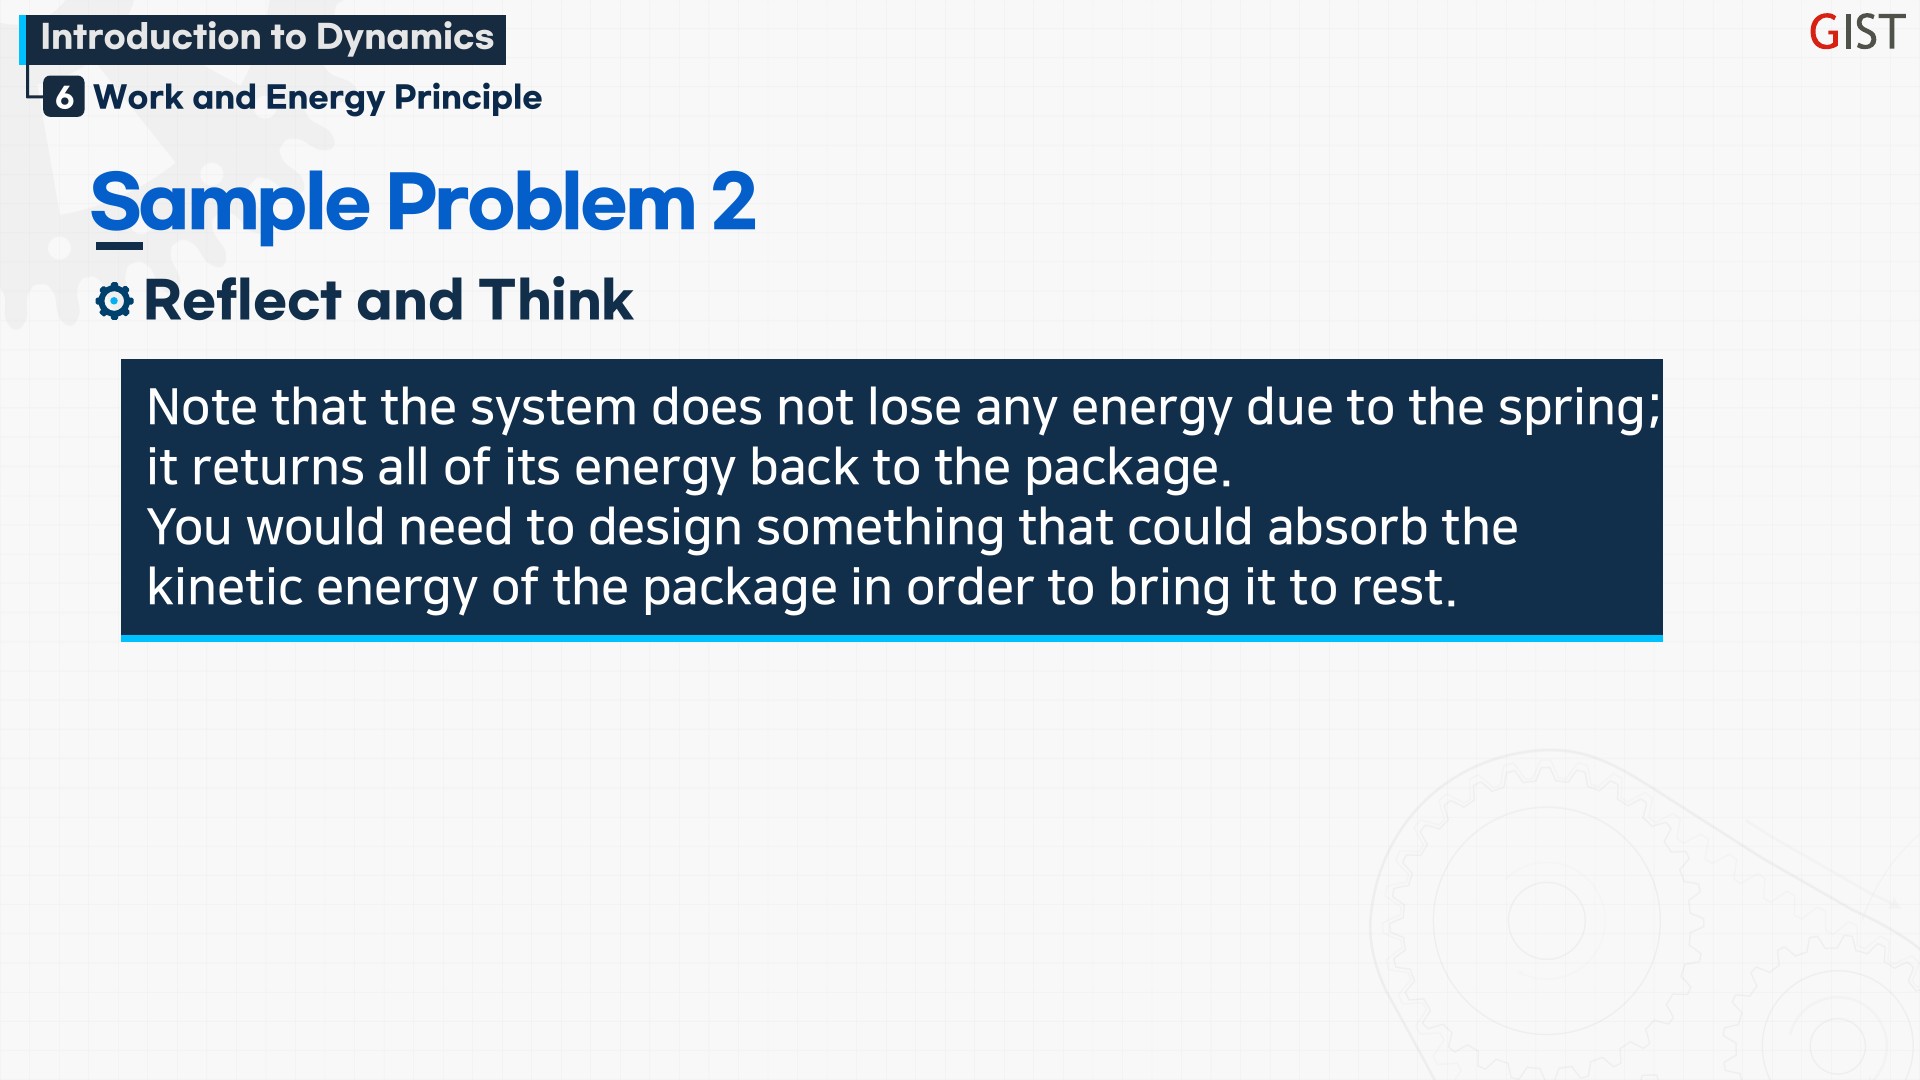 Introduction to Dynamics
GIST
6 Work and Energy Principle
Sample Problem 2
Reflect and Think
Note that the system does not lose any energy due to the spring;
it returns all of its energy back to the package.
You would need to design something that could absorb the
kinetic energy of the package in order to bring it to rest.